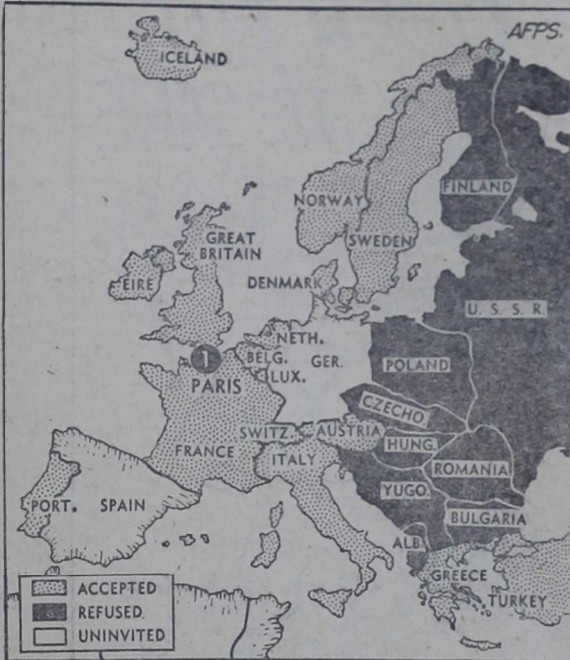 AFPS.
ICELAND
FINLAND
NORWAY
SWEDEN
GREAT
BRITAIN
EIRE
DENMARK
U. S. S. R.
NETH.
BELG.
GER.
LUX.
1
PARIS
POLAND
CZECHO
SWITZ.
AUSTRIA
HUNG.
FRANCE
ITALY
ROMANIA
YUGO.
PORT.
SPAIN
BULGARIA
ALB.
GREECE
TURKEY
ACCEPTED
REFUSED
UNINVITED